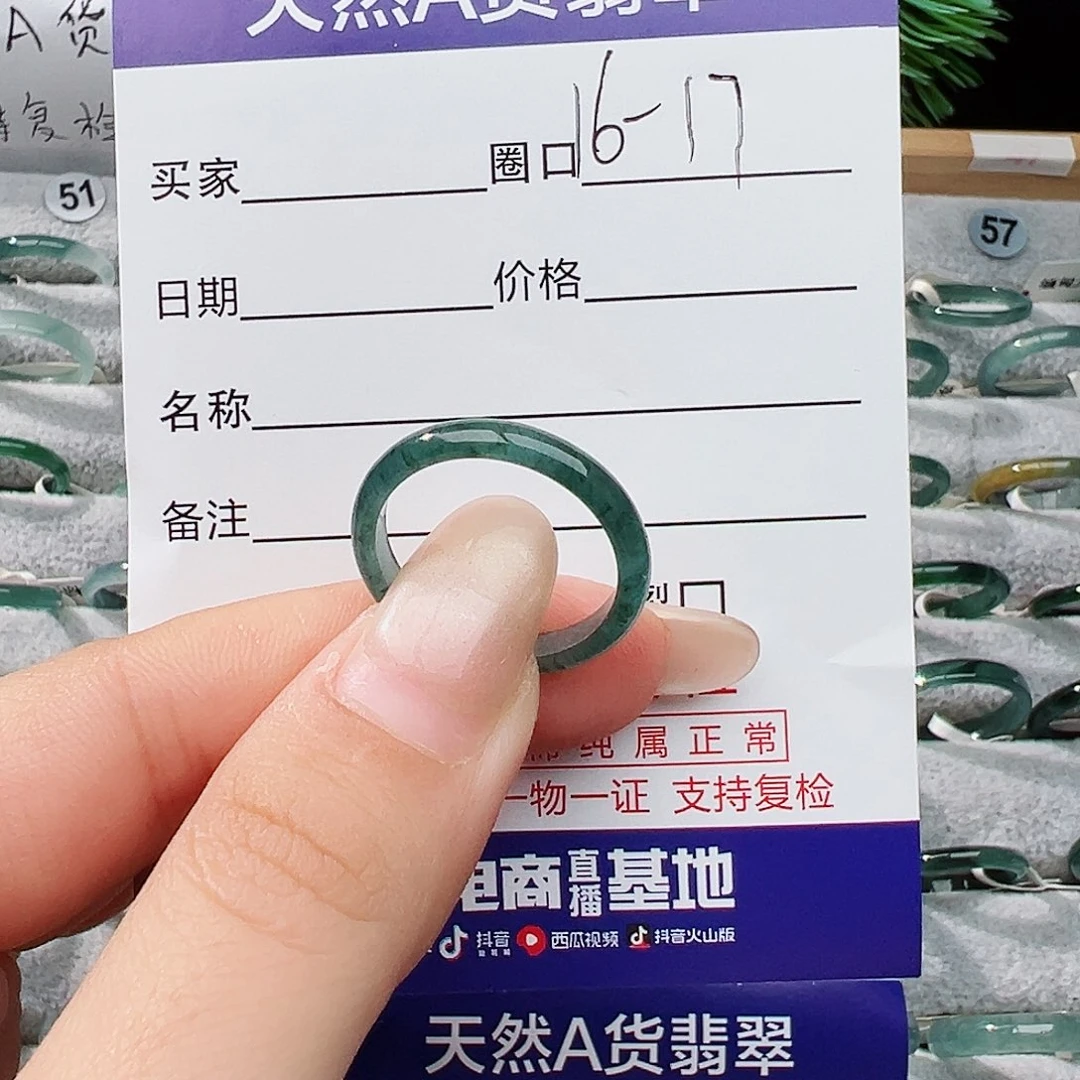 天然A货翡翠
A货
复检
51
57
买家 圈口 16-17
日期 价格
名称
备注
列
纯属正常
一物一证 支持复检
电商直播基地
抖音 西瓜视频 抖音火山版
天然A货翡翠